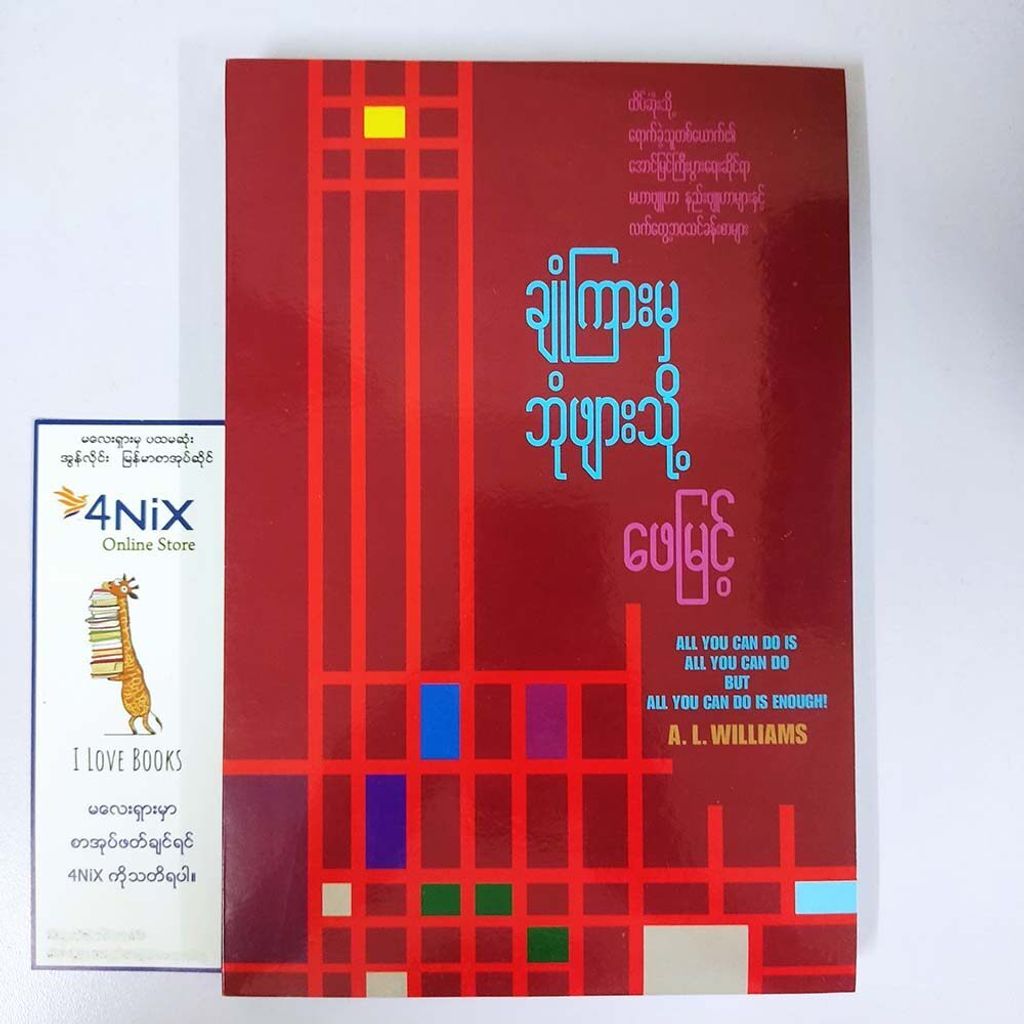 ထိပ်ဆုံးသို့
ရောက်ခဲ့သူတစ်ယောက်၏
အောင်မြင်ကြီးပွားရေးဆိုင်ရာ
မဟာဗျူဟာ နည်းဗျူဟာများနှင့်
လက်တွေ့ဘဝသင်ခန်းစာများ
ချုံကြားမှ
ဘုံဖျားသို့
ဖေမြင့်
ALL YOU CAN DO IS
ALL YOU CAN DO
BUT
ALL YOU CAN DO IS ENOUGH!
A. L. WILLIAMS
မလေးရှားမှ ပထမဆုံး
အွန်လိုင်း မြန်မာစာအုပ်ဆိုင်
4NiX
Online Store
I LOVE BOOKS
မလေးရှားမှာ
စာအုပ်ဖတ်ချင်ရင်
4NiX ကိုသတိရပါ။